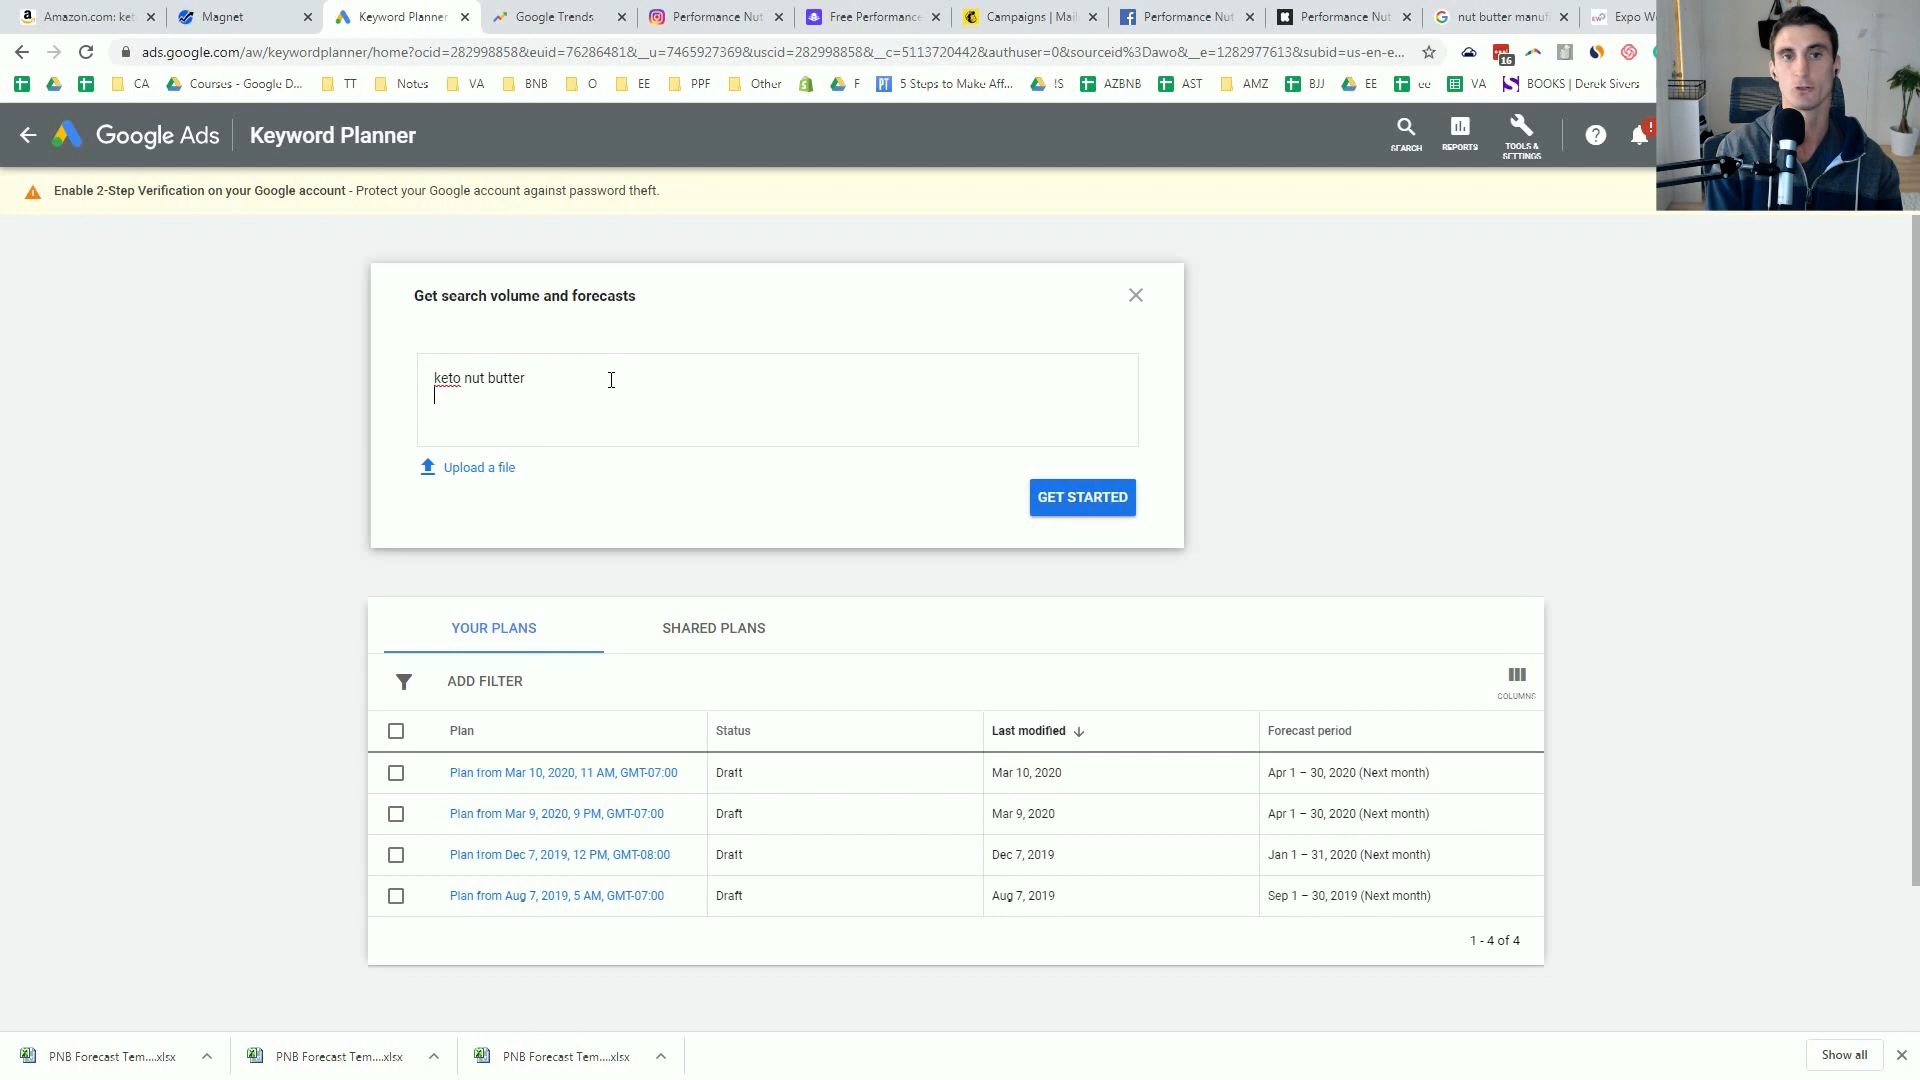 Amazon.com: ket
Magnet
Keyword Planner
Google Trends
Performance Nut
Free Performance
Campaigns | Mail
Performance Nut
Performance Nut
nut butter manuf
Expo W
ads.google.com/aw/keywordplanner/home?ocid=282998858&euid=76286481&__u=7465927369&uscid=282998858&__c=5113720442&authuser=0&sourceid%3Dawo&__e=1282977613&subid=us-en-e...
16
CA
Courses - Google D...
TT
Notes
VA
BNB
O
EE
PPF
Other
F
PT
5 Steps to Make Aff...
!S
AZBNB
AST
AMZ
BJJ
EE
ee
VA
BOOKS | Derek Sivers
Google Ads
Keyword Planner
SEARCH
REPORTS
TOOLS &
SETTINGS
?
!
Enable 2-Step Verification on your Google account - Protect your Google account against password theft.
Get search volume and forecasts
keto nut butter
Upload a file
GET STARTED
YOUR PLANS
SHARED PLANS
ADD FILTER
COLUMNS
Plan
Status
Last modified
Forecast period
Plan from Mar 10, 2020, 11 AM, GMT-07:00
Draft
Mar 10, 2020
Apr 1 – 30, 2020 (Next month)
Plan from Mar 9, 2020, 9 PM, GMT-07:00
Draft
Mar 9, 2020
Apr 1 – 30, 2020 (Next month)
Plan from Dec 7, 2019, 12 PM, GMT-08:00
Draft
Dec 7, 2019
Jan 1 – 31, 2020 (Next month)
Plan from Aug 7, 2019, 5 AM, GMT-07:00
Draft
Aug 7, 2019
Sep 1 – 30, 2019 (Next month)
1 - 4 of 4
PNB Forecast Tem....xlsx
PNB Forecast Tem....xlsx
PNB Forecast Tem....xlsx
Show all